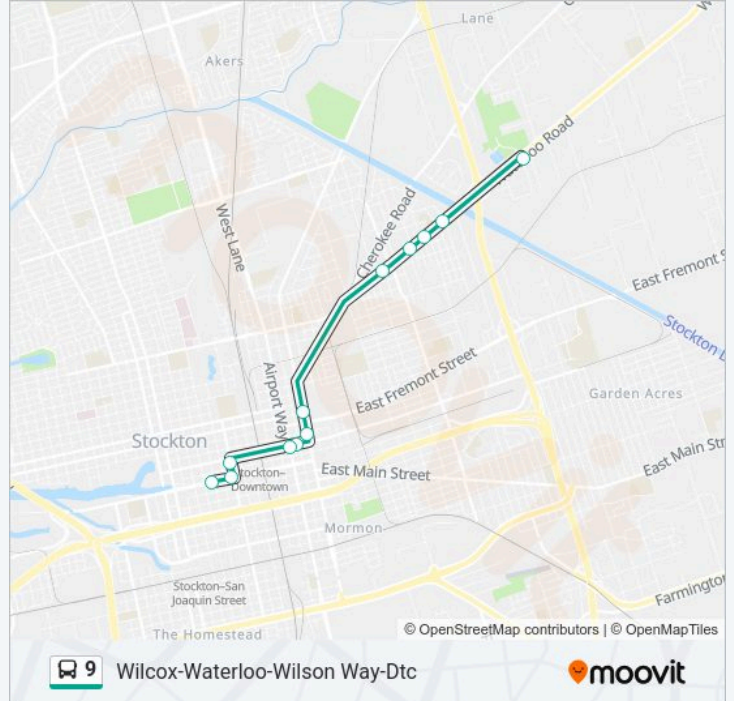 Lane
Akers
Waterloo Road
Cherokee Road
West Lane
East Fremont S
Stockton D
East Fremont Street
Airport Way
Garden Acres
Stockton
East Main Str
East Main Street
Stockton–
Downtown
Mormon
Stockton–San
Joaquin Street
Farmington
The Homestead
© OpenStreetMap contributors | © OpenMapTiles
9 Wilcox-Waterloo-Wilson Way-Dtc
moovit